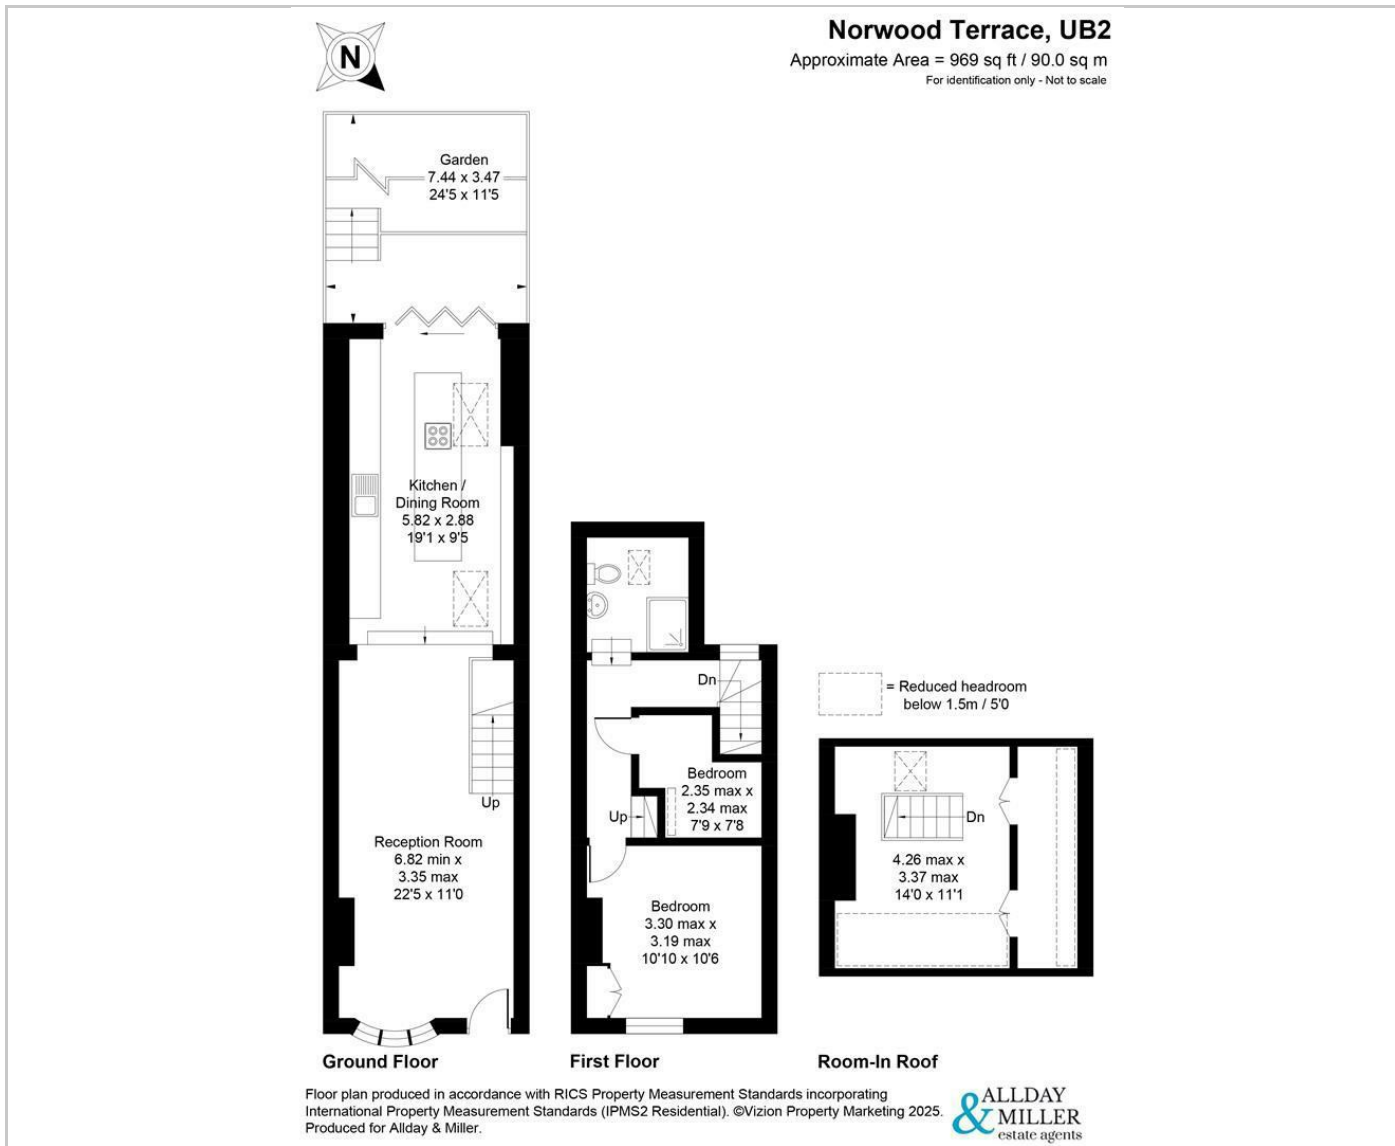 N
Norwood Terrace, UB2
Approximate Area = 969 sq ft / 90.0 sq m
For identification only - Not to scale
Garden
7.44 x 3.47
24'5 x 11'5
Kitchen /
Dining Room
5.82 x 2.88
19'1 x 9'5
Up
Reception Room
6.82 min x
3.35 max
22'5 x 11'0
Ground Floor
Dn
Bedroom
2.35 max x
2.34 max
7'9 x 7'8
Up
Bedroom
3.30 max x
3.19 max
10'10 x 10'6
First Floor
= Reduced headroom
below 1.5m / 5'0
Dn
4.26 max x
3.37 max
14'0 x 11'1
Room-In Roof
Floor plan produced in accordance with RICS Property Measurement Standards incorporating
International Property Measurement Standards (IPMS2 Residential). ©Vizion Property Marketing 2025.
Produced for Allday & Miller.
ALLDAY
& MILLER
estate agents